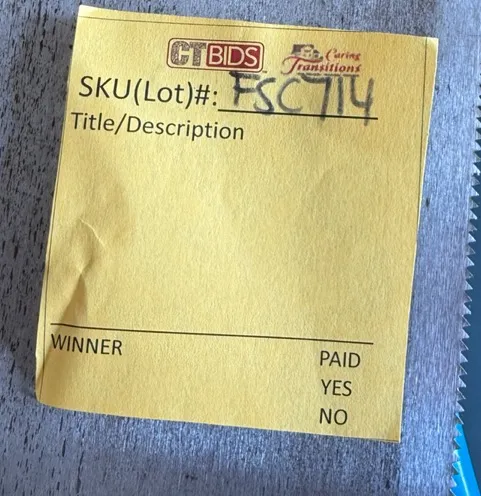 CTBIDS Caring Transitions
SKU(Lot)#: FSC714
Title/Description
WINNER PAID
YES
NO